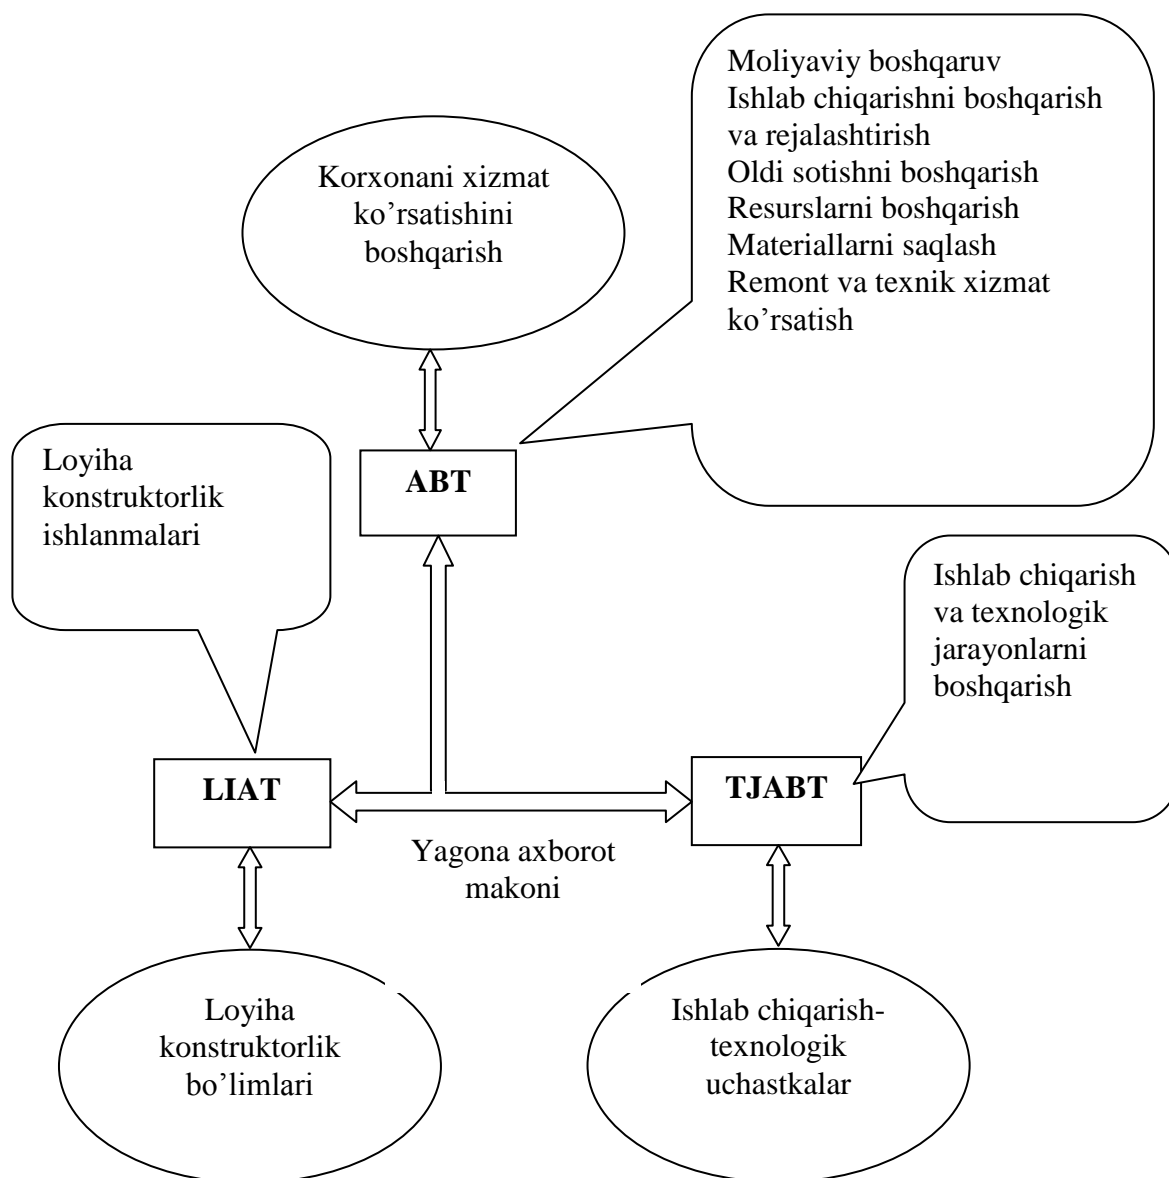 Moliyaviy boshqaruv
Ishlab chiqarishni boshqarish
va rejalashtirish
Oldi sotishni boshqarish
Resurslarni boshqarish
Materiallarni saqlash
Remont va texnik xizmat
ko’rsatish
Korxonani xizmat
ko’rsatishini
boshqarish
Loyiha
konstruktorlik
ishlanmalari
ABT
Ishlab chiqarish
va texnologik
jarayonlarni
boshqarish
LIAT
TJABT
Yagona axborot
makoni
Loyiha
konstruktorlik
bo’limlari
Ishlab chiqarish-
texnologik
uchastkalar